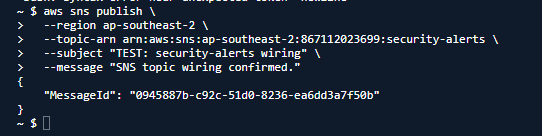 ~ $ aws sns publish \
>   --region ap-southeast-2 \
>   --topic-arn arn:aws:sns:ap-southeast-2:867112023699:security-alerts \
>   --subject "TEST: security-alerts wiring" \
>   --message "SNS topic wiring confirmed."
{
    "MessageId": "0945887b-c92c-51d0-8236-ea6dd3a7f50b"
}
~ $